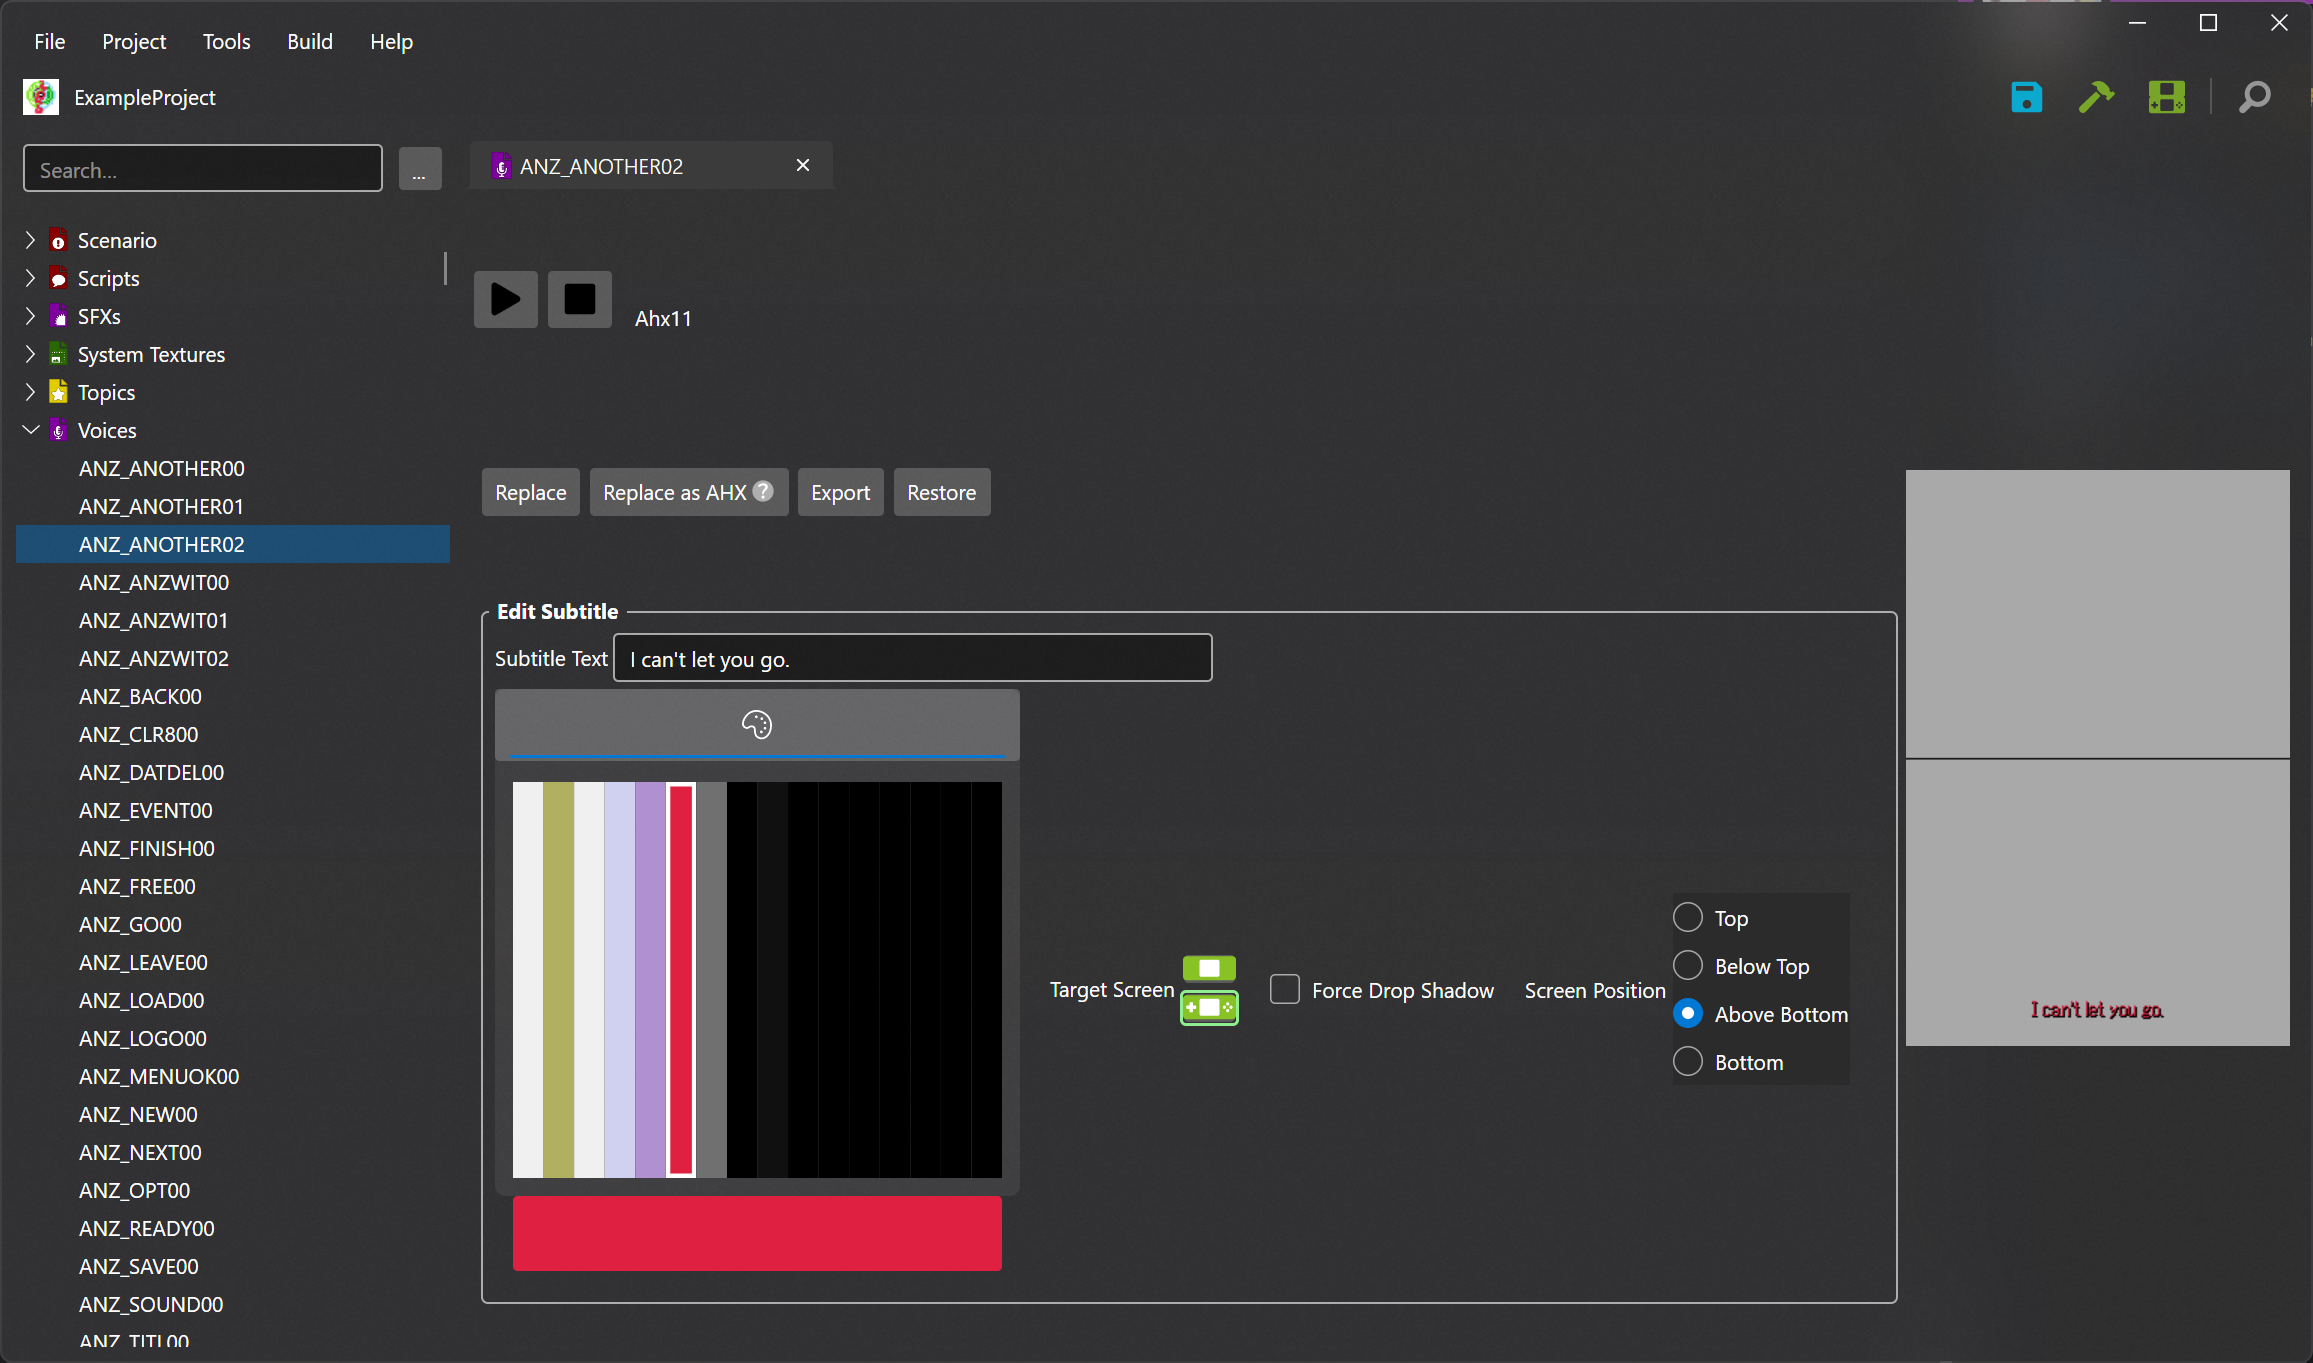 File Project Tools Build Help
ExampleProject
Search...
...
ANZ_ANOTHER02
Scenario
Scripts
SFXs
System Textures
Topics
Voices
ANZ_ANOTHER00
ANZ_ANOTHER01
ANZ_ANOTHER02
ANZ_ANZWIT00
ANZ_ANZWIT01
ANZ_ANZWIT02
ANZ_BACK00
ANZ_CLR800
ANZ_DATDEL00
ANZ_EVENT00
ANZ_FINISH00
ANZ_FREE00
ANZ_GO00
ANZ_LEAVE00
ANZ_LOAD00
ANZ_LOGO00
ANZ_MENUOK00
ANZ_NEW00
ANZ_NEXT00
ANZ_OPT00
ANZ_READY00
ANZ_SAVE00
ANZ_SOUND00
ANZ_TITL00
Ahx11
Replace
Replace as AHX ?
Export
Restore
Edit Subtitle
Subtitle Text
I can't let you go.
Target Screen
Force Drop Shadow
Screen Position
Top
Below Top
Above Bottom
Bottom
I can't let you go.